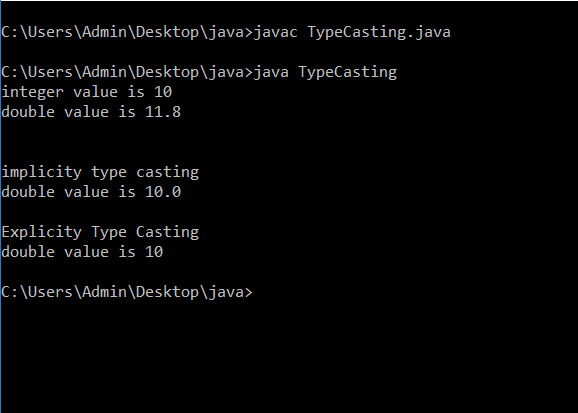 C:\Users\Admin\Desktop\java>javac TypeCasting.java
C:\Users\Admin\Desktop\java>java TypeCasting
integer value is 10
double value is 11.8
implicity type casting
double value is 10.0
Explicity Type Casting
double value is 10
C:\Users\Admin\Desktop\java>